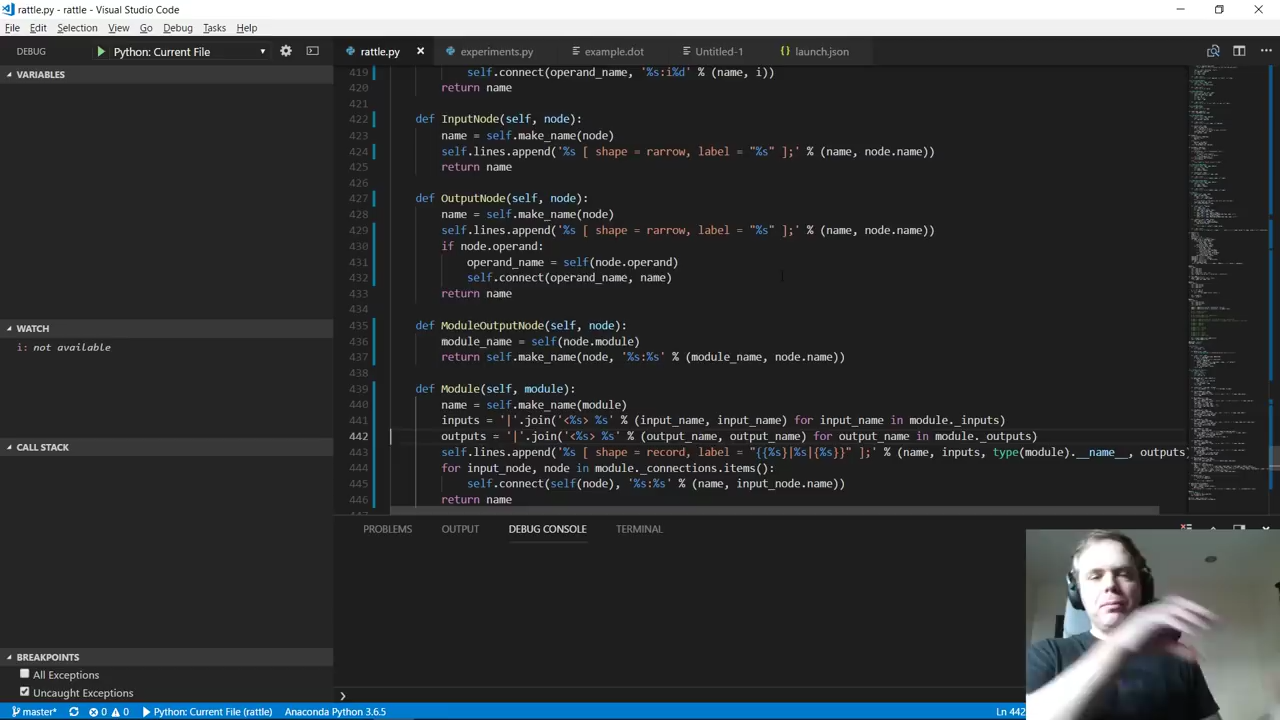 rattle.py - rattle - Visual Studio Code
File Edit Selection View Go Debug Tasks Help
DEBUG Python: Current File rattle.py experiments.py example.dot Untitled-1 launch.json
VARIABLES
WATCH
i: not available
CALL STACK
BREAKPOINTS
All Exceptions
Uncaught Exceptions
419 self.connect(operand_name, '%s:i%d' % (name, i))
420 return name
421
422 def InputNode(self, node):
423 name = self.make_name(node)
424 self.lines.append('%s [ shape = rarrow, label = "%s" ];' % (name, node.name))
425 return name
426
427 def OutputNode(self, node):
428 name = self.make_name(node)
429 self.lines.append('%s [ shape = rarrow, label = "%s" ];' % (name, node.name))
430 if node.operand:
431 operand_name = self(node.operand)
432 self.connect(operand_name, name)
433 return name
434
435 def ModuleOutputNode(self, node):
436 module_name = self(node.module)
437 return self.make_name(node, '%s:%s' % (module_name, node.name))
438
439 def Module(self, module):
440 name = self.make_name(module)
441 inputs = '|'.join('<%s> %s' % (input_name, input_name) for input_name in module._inputs)
442 outputs = '|'.join('<%s> %s' % (output_name, output_name) for output_name in module._outputs)
443 self.lines.append('%s [ shape = record, label = "{{%s}|%s|{%s}}" ];' % (name, inputs, type(module).__name__, outputs)
444 for input_node, node in module._connections.items():
445 self.connect(self(node), '%s:%s' % (name, input_node.name))
446 return name
PROBLEMS OUTPUT DEBUG CONSOLE TERMINAL
master* 0 0 Python: Current File (rattle) Anaconda Python 3.6.5 Ln 442